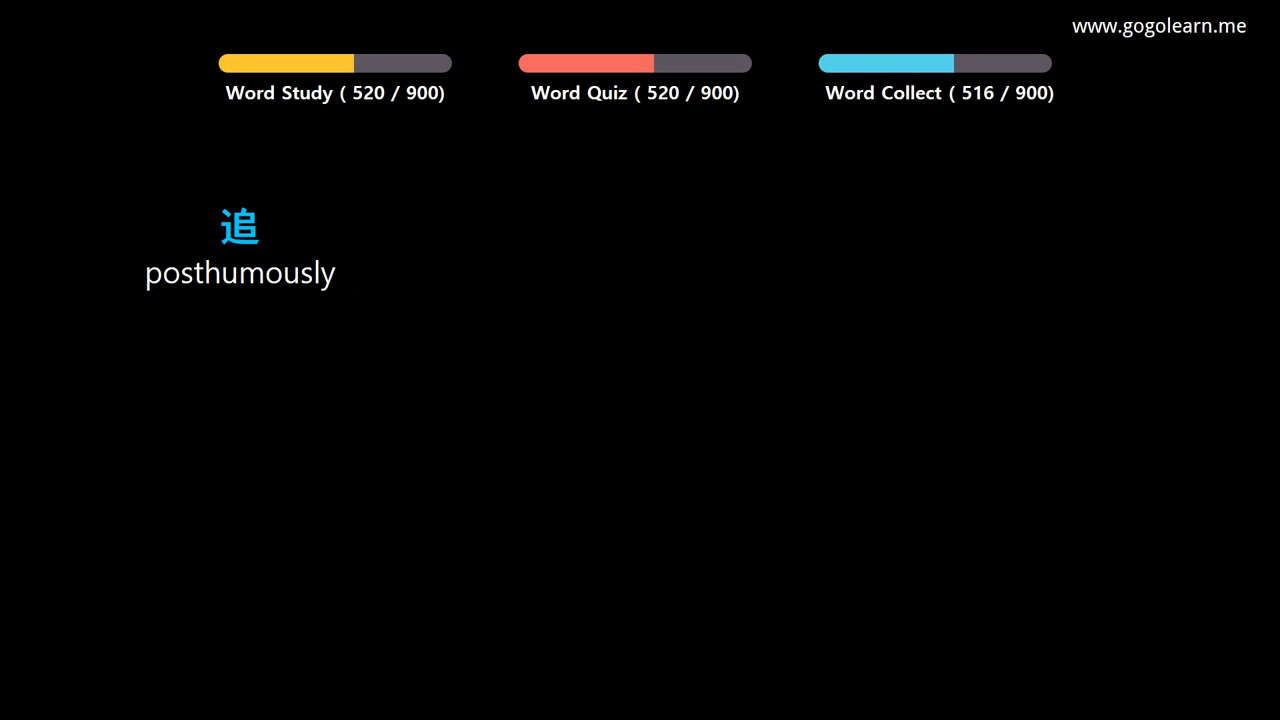 www.gogolearn.me
Word Study ( 520 / 900)
Word Quiz ( 520 / 900)
Word Collect ( 516 / 900)
追
posthumously